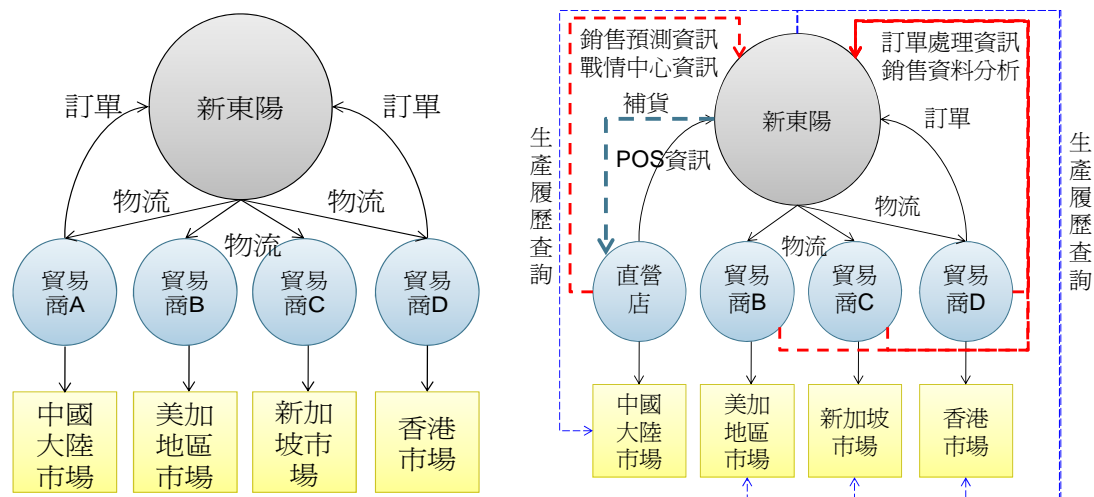 新東陽
訂單
訂單
物流
物流
物流
貿易
商A
貿易
商B
貿易
商C
貿易
商D
中國
大陸
市場
美加
地區
市場
新加
坡市
場
香港
市場
銷售預測資訊
戰情中心資訊
訂單處理資訊
銷售資料分析
補貨
新東陽
訂單
POS資訊
生
產
履
歷
查
詢
生
產
履
歷
查
詢
物流
物流
直營
店
貿易
商B
貿易
商C
貿易
商D
中國
大陸
市場
美加
地區
市場
新加坡
市場
香港
市場